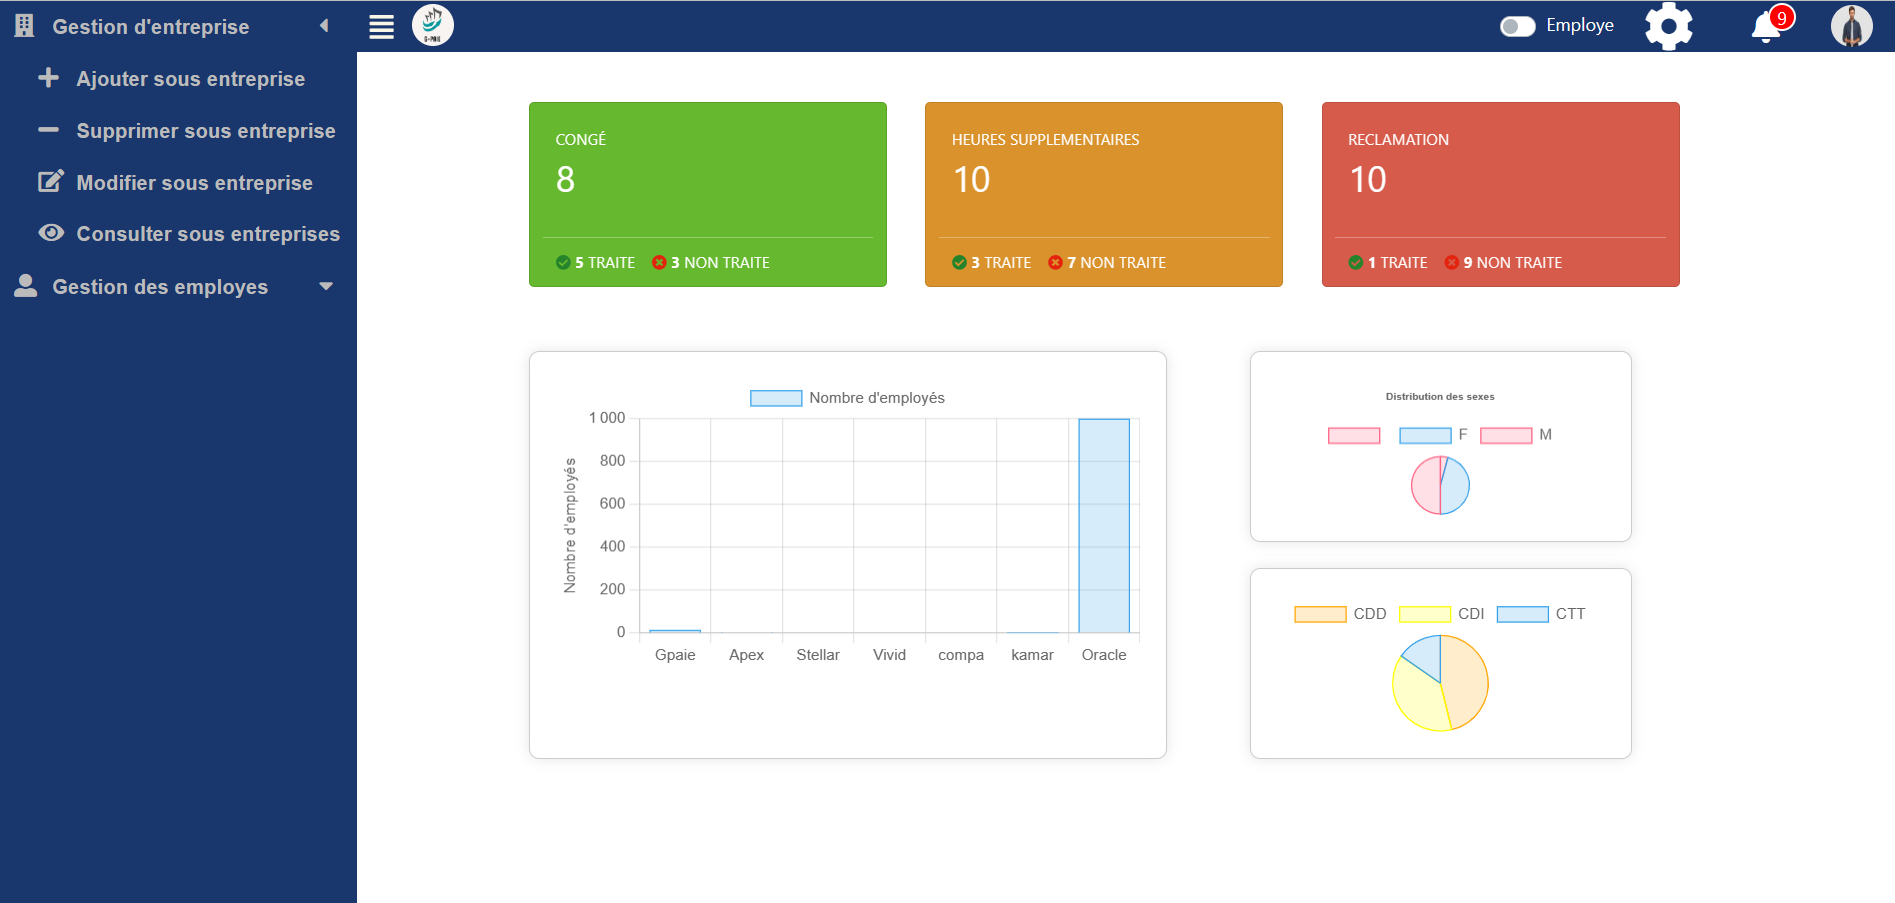 Gestion d'entreprise
Ajouter sous entreprise
Supprimer sous entreprise
Modifier sous entreprise
Consulter sous entreprises
Gestion des employes
G-PAIE
Employe
9
CONGÉ
8
5 TRAITE 3 NON TRAITE
HEURES SUPPLEMENTAIRES
10
3 TRAITE 7 NON TRAITE
RECLAMATION
10
1 TRAITE 9 NON TRAITE
Nombre d'employés
Nombre d'employés
1 000
800
600
400
200
0
Gpaie Apex Stellar Vivid compa kamar Oracle
Distribution des sexes
F M
CDD CDI CTT